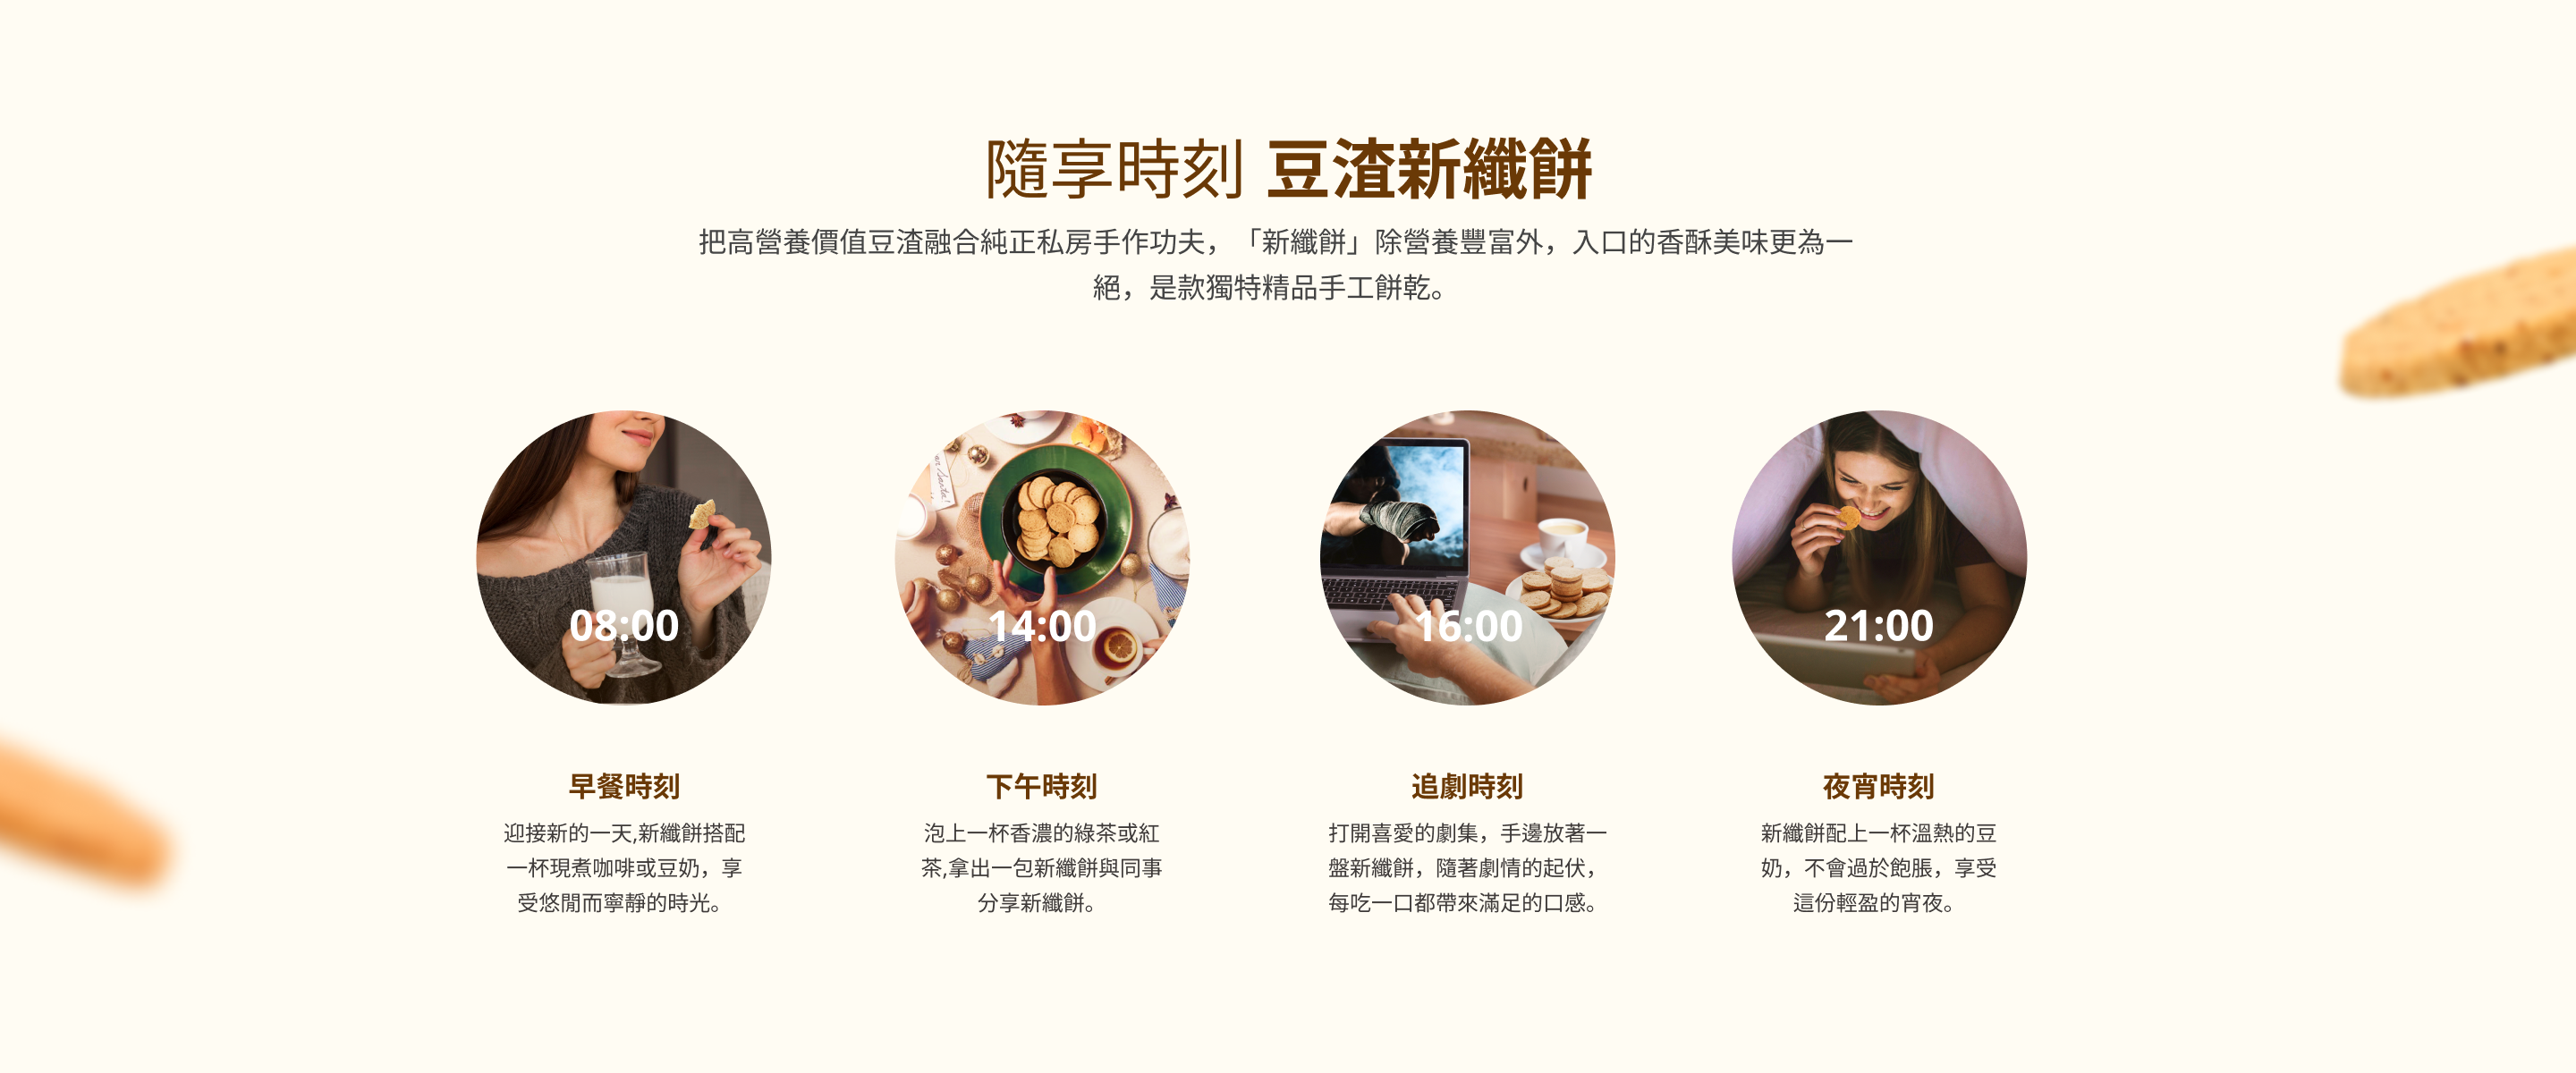 隨享時刻 豆渣新纖餅
把高營養價值豆渣融合純正私房手作功夫，「新纖餅」除營養豐富外，入口的香酥美味更為一
絕，是款獨特精品手工餅乾。
08:00
早餐時刻
迎接新的一天,新纖餅搭配
一杯現煮咖啡或豆奶，享
受悠閒而寧靜的時光。
14:00
下午時刻
泡上一杯香濃的綠茶或紅
茶,拿出一包新纖餅與同事
分享新纖餅。
16:00
追劇時刻
打開喜愛的劇集，手邊放著一
盤新纖餅，隨著劇情的起伏，
每吃一口都帶來滿足的口感。
21:00
夜宵時刻
新纖餅配上一杯溫熱的豆
奶，不會過於飽脹，享受
這份輕盈的宵夜。